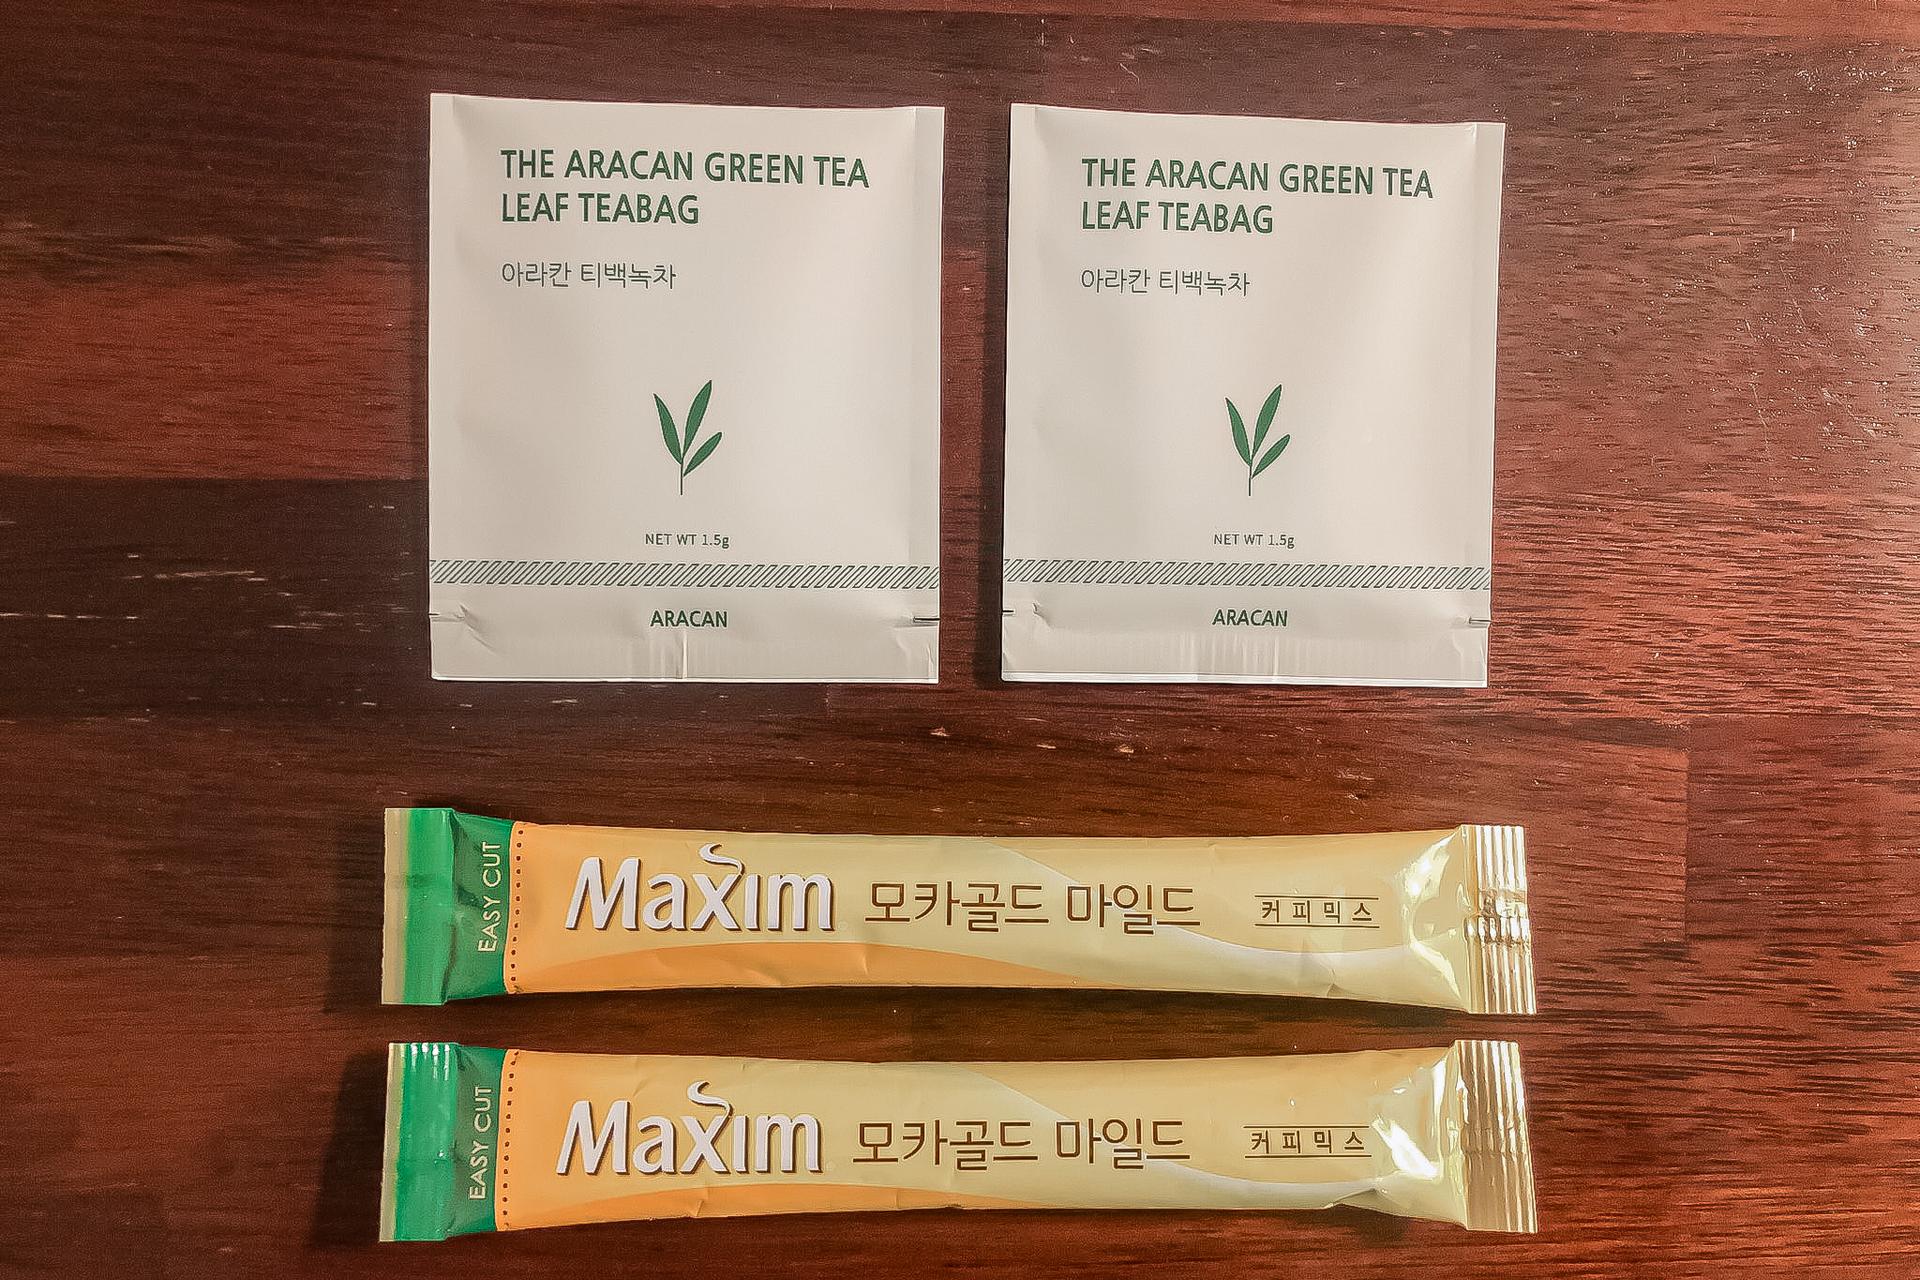 THE ARACAN GREEN TEA
LEAF TEABAG
아라칸 티백녹차
NET WT 1.5g
ARACAN
THE ARACAN GREEN TEA
LEAF TEABAG
아라칸 티백녹차
NET WT 1.5g
ARACAN
EASY CUT
Maxim 모카골드 마일드 커피믹스
EASY CUT
Maxim 모카골드 마일드 커피믹스